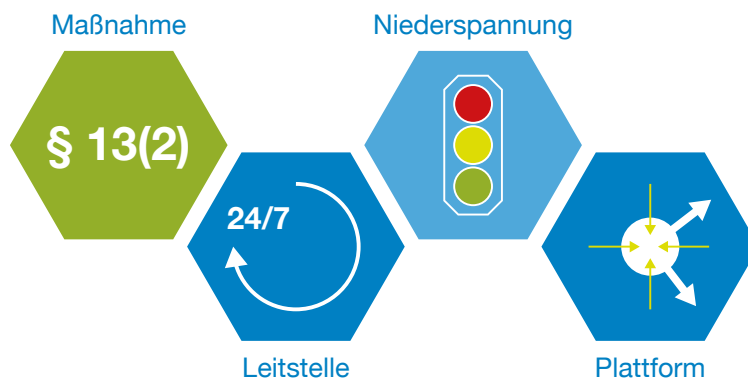 Maßnahme
Niederspannung
§ 13(2)
24/7
Leitstelle
Plattform